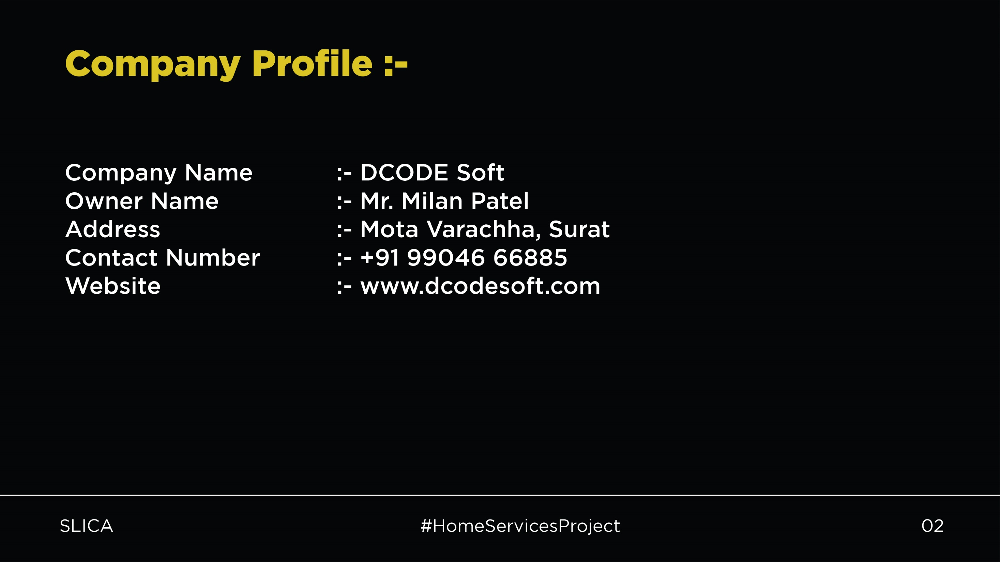 Company Profile :-
Company Name :- DCODE Soft
Owner Name :- Mr. Milan Patel
Address :- Mota Varachha, Surat
Contact Number :- +91 99046 66885
Website :- www.dcodesoft.com
SLICA #HomeServicesProject 02